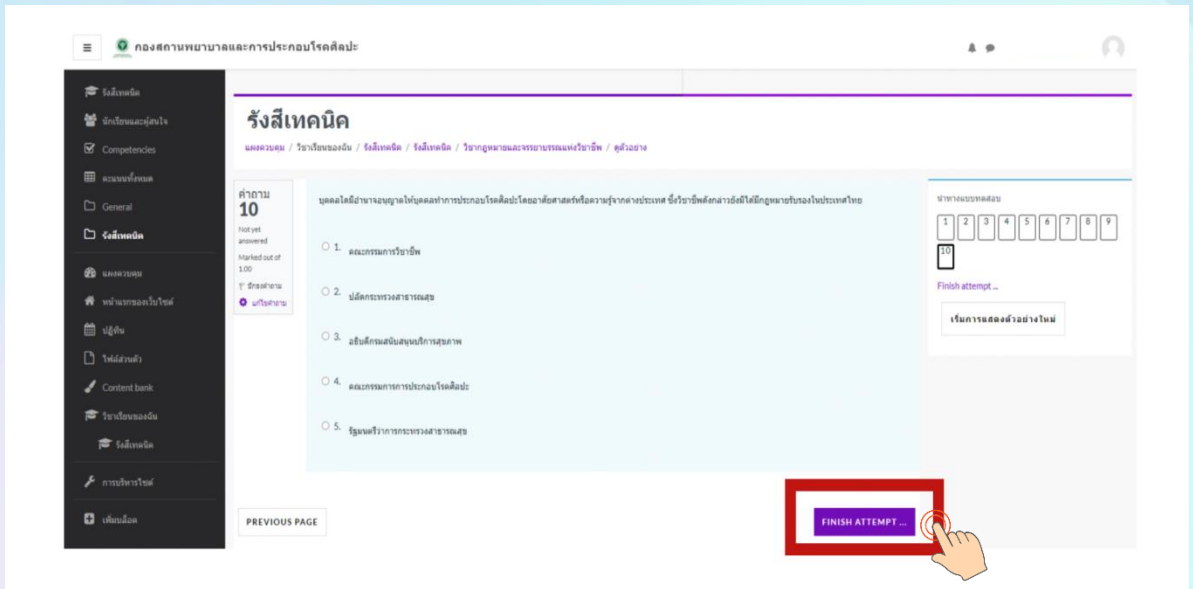 กองสถานพยาบาลและการประกอบโรคศิลปะ
รังสีเทคนิค
นักเรียนและผู้สนใจ
Competencies
คะแนนทั้งหมด
General
รังสีเทคนิค
แผงควบคุม
หน้าแรกของเว็บไซต์
ปฏิทิน
ไฟล์ส่วนตัว
Content bank
วิชาเรียนของฉัน
รังสีเทคนิค
การบริหารไซต์
เพิ่มบล็อค
รังสีเทคนิค
แผงควบคุม / วิชาเรียนของฉัน / รังสีเทคนิค / รังสีเทคนิค / วิชากฎหมายและจรรยาบรรณแห่งวิชาชีพ / ดูตัวอย่าง
คำถาม
10
Not yet
answered
Marked out of
1.00
ปักธงคำถาม
แก้ไขคำถาม
บุคคลใดมีอำนาจอนุญาตให้บุคคลทำการประกอบโรคศิลปะโดยอาศัยศาสตร์หรือความรู้จากต่างประเทศ ซึ่งวิชาชีพดังกล่าวยังมิได้มีกฎหมายรับรองในประเทศไทย
1. คณะกรรมการวิชาชีพ
2. ปลัดกระทรวงสาธารณสุข
3. อธิบดีกรมสนับสนุนบริการสุขภาพ
4. คณะกรรมการการประกอบโรคศิลปะ
5. รัฐมนตรีว่าการกระทรวงสาธารณสุข
PREVIOUS PAGE
FINISH ATTEMPT ...
นำทางแบบทดสอบ
1 2 3 4 5 6 7 8 9
10
Finish attempt ...
เริ่มการแสดงตัวอย่างใหม่